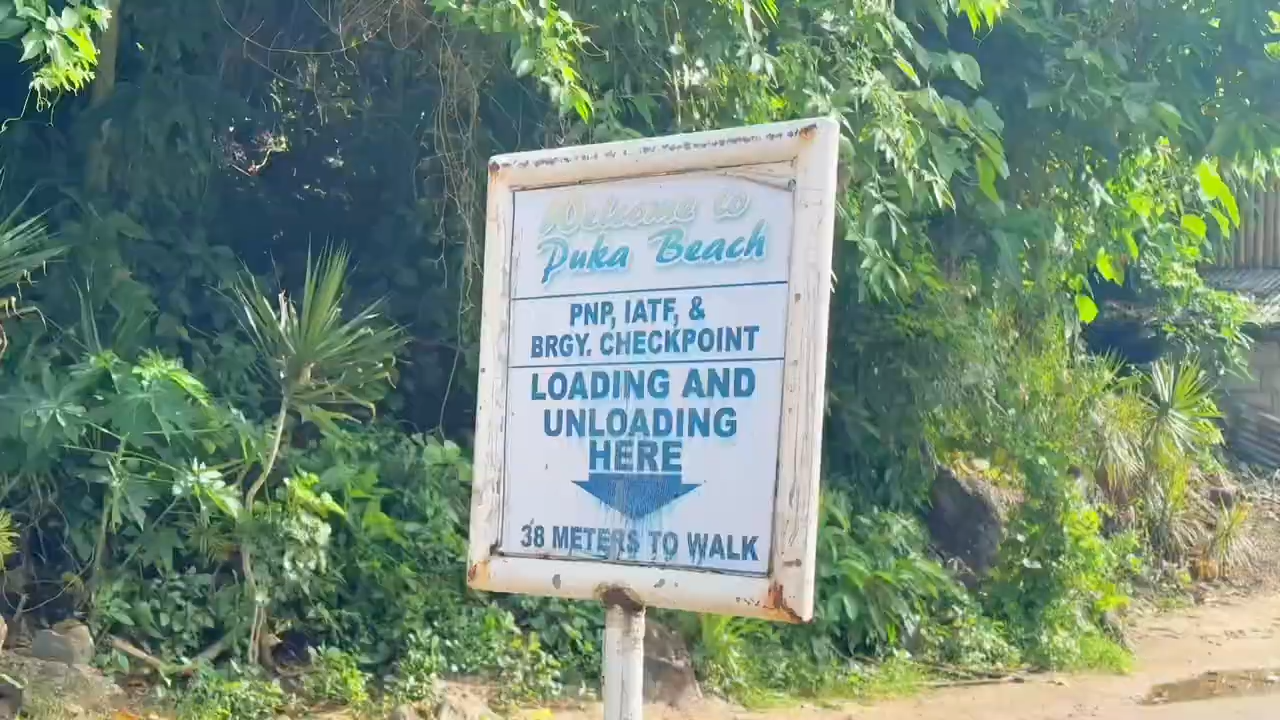 Welcome to
Puka Beach
PNP, IATF, &
BRGY. CHECKPOINT
LOADING AND
UNLOADING
HERE
38 METERS TO WALK